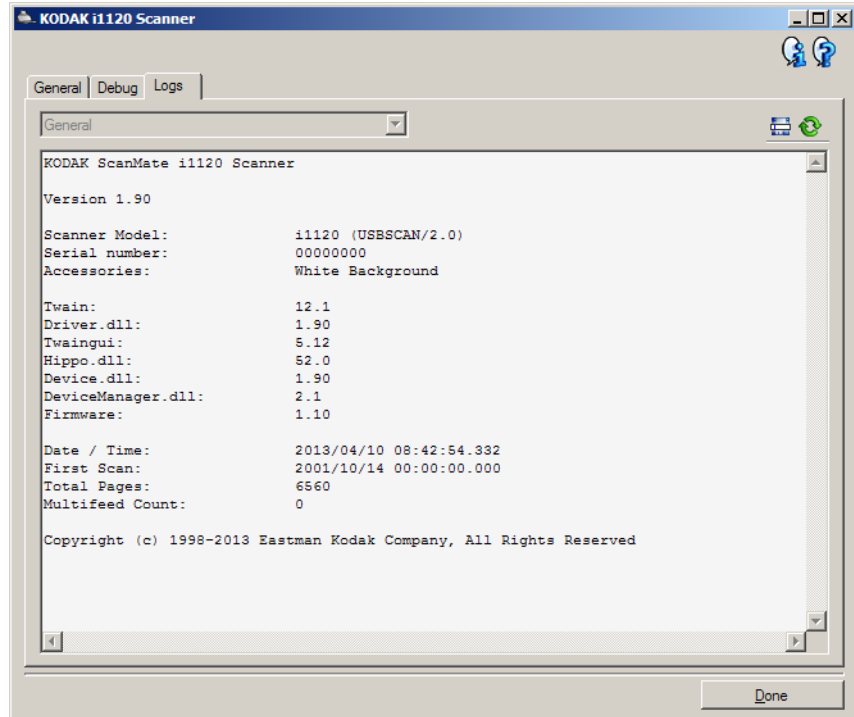 KODAK i1120 Scanner
General Debug Logs
General
KODAK ScanMate i1120 Scanner
Version 1.90
Scanner Model: i1120 (USBSCAN/2.0)
Serial number: 00000000
Accessories: White Background
Twain: 12.1
Driver.dll: 1.90
Twaingui: 5.12
Hippo.dll: 52.0
Device.dll: 1.90
DeviceManager.dll: 2.1
Firmware: 1.10
Date / Time: 2013/04/10 08:42:54.332
First Scan: 2001/10/14 00:00:00.000
Total Pages: 6560
Multifeed Count: 0
Copyright (c) 1998-2013 Eastman Kodak Company, All Rights Reserved
Done